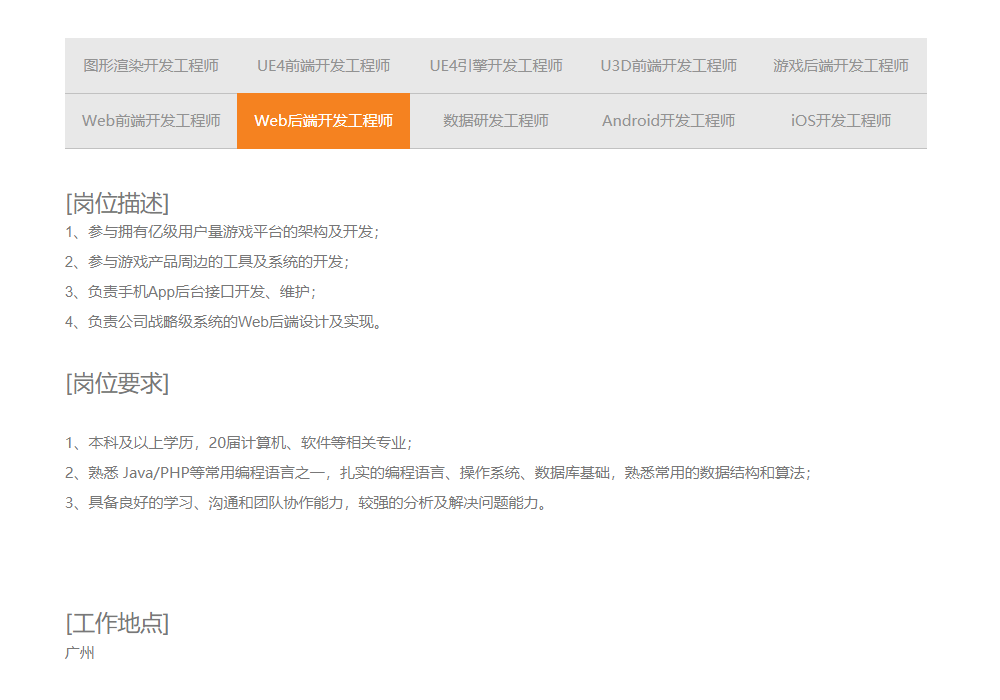 图形渲染开发工程师 UE4前端开发工程师 UE4引擎开发工程师 U3D前端开发工程师 游戏后端开发工程师
Web前端开发工程师 Web后端开发工程师 数据研发工程师 Android开发工程师 iOS开发工程师
[岗位描述]
1、参与拥有亿级用户量游戏平台的架构及开发；
2、参与游戏产品周边的工具及系统的开发；
3、负责手机App后台接口开发、维护；
4、负责公司战略级系统的Web后端设计及实现。
[岗位要求]
1、本科及以上学历，20届计算机、软件等相关专业；
2、熟悉 Java/PHP等常用编程语言之一，扎实的编程语言、操作系统、数据库基础，熟悉常用的数据结构和算法；
3、具备良好的学习、沟通和团队协作能力，较强的分析及解决问题能力。
[工作地点]
广州